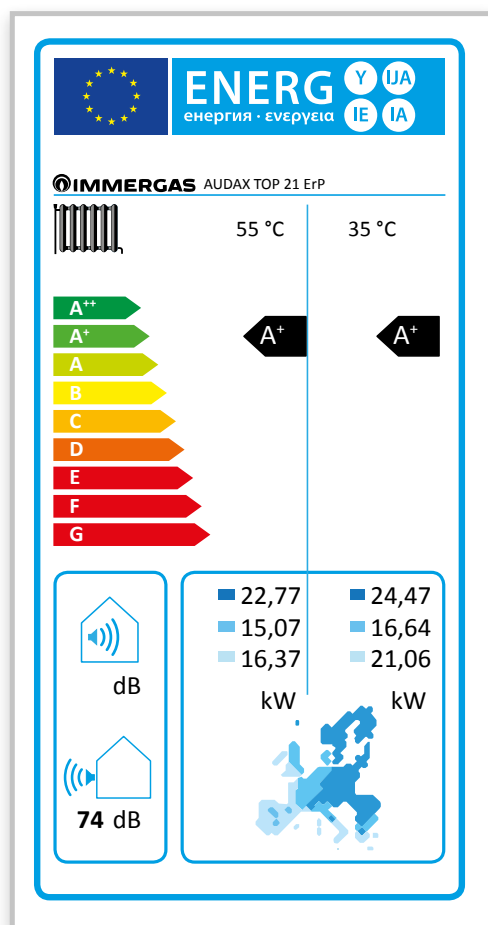 ENERG
енергия · ενεργεια
Y IJA
IE IA
IMMERGAS AUDAX TOP 21 ErP
55 °C 35 °C
A++
A+
A
B
C
D
E
F
G
A+ A+
22,77 24,47
15,07 16,64
16,37 21,06
kW kW
dB
74 dB